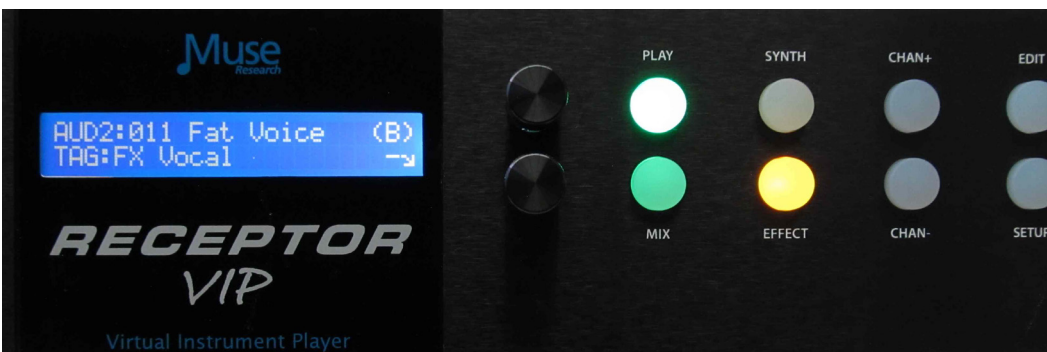 Muse
Research
AUD2:011 Fat Voice (B)
TAG:FX Vocal
RECEPTOR
VIP
Virtual Instrument Player
PLAY SYNTH CHAN+ EDIT
MIX EFFECT CHAN- SETUP